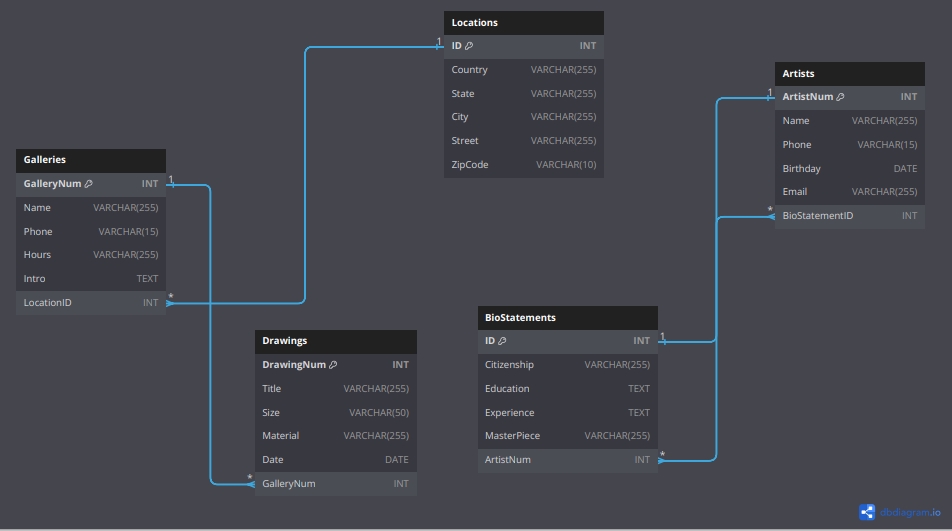 Locations
1
ID INT
Country VARCHAR(255)
State VARCHAR(255)
City VARCHAR(255)
Street VARCHAR(255)
ZipCode VARCHAR(10)
Artists
1
ArtistNum INT
Name VARCHAR(255)
Phone VARCHAR(15)
Birthday DATE
Email VARCHAR(255)
*
BioStatementID INT
Galleries
GalleryNum INT
1
Name VARCHAR(255)
Phone VARCHAR(15)
Hours VARCHAR(255)
Intro TEXT
LocationID INT
*
Drawings
DrawingNum INT
Title VARCHAR(255)
Size VARCHAR(50)
Material VARCHAR(255)
Date DATE
*
GalleryNum INT
BioStatements
ID INT
1
Citizenship VARCHAR(255)
Education TEXT
Experience TEXT
MasterPiece VARCHAR(255)
ArtistNum INT
*
dbdiagram.io